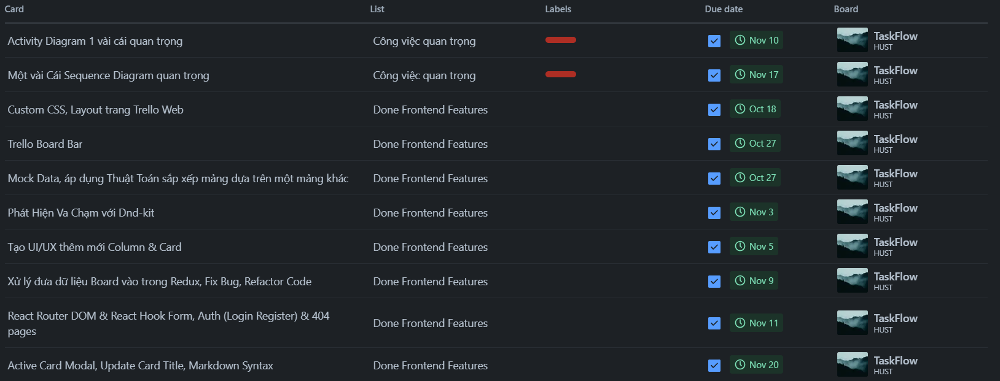 Card List Labels Due date Board
Activity Diagram 1 vài cái quan trọng Công việc quan trọng Nov 10 TaskFlow
HUST
Một vài Cái Sequence Diagram quan trọng Công việc quan trọng Nov 17 TaskFlow
HUST
Custom CSS, Layout trang Trello Web Done Frontend Features Oct 18 TaskFlow
HUST
Trello Board Bar Done Frontend Features Oct 27 TaskFlow
HUST
Mock Data, áp dụng Thuật Toán sắp xếp mảng dựa trên một mảng khác Done Frontend Features Oct 27 TaskFlow
HUST
Phát Hiện Va Chạm với Dnd-kit Done Frontend Features Nov 3 TaskFlow
HUST
Tạo UI/UX thêm mới Column & Card Done Frontend Features Nov 5 TaskFlow
HUST
Xử lý đưa dữ liệu Board vào trong Redux, Fix Bug, Refactor Code Done Frontend Features Nov 9 TaskFlow
HUST
React Router DOM & React Hook Form, Auth (Login Register) & 404
pages Done Frontend Features Nov 11 TaskFlow
HUST
Active Card Modal, Update Card Title, Markdown Syntax Done Frontend Features Nov 20 TaskFlow
HUST